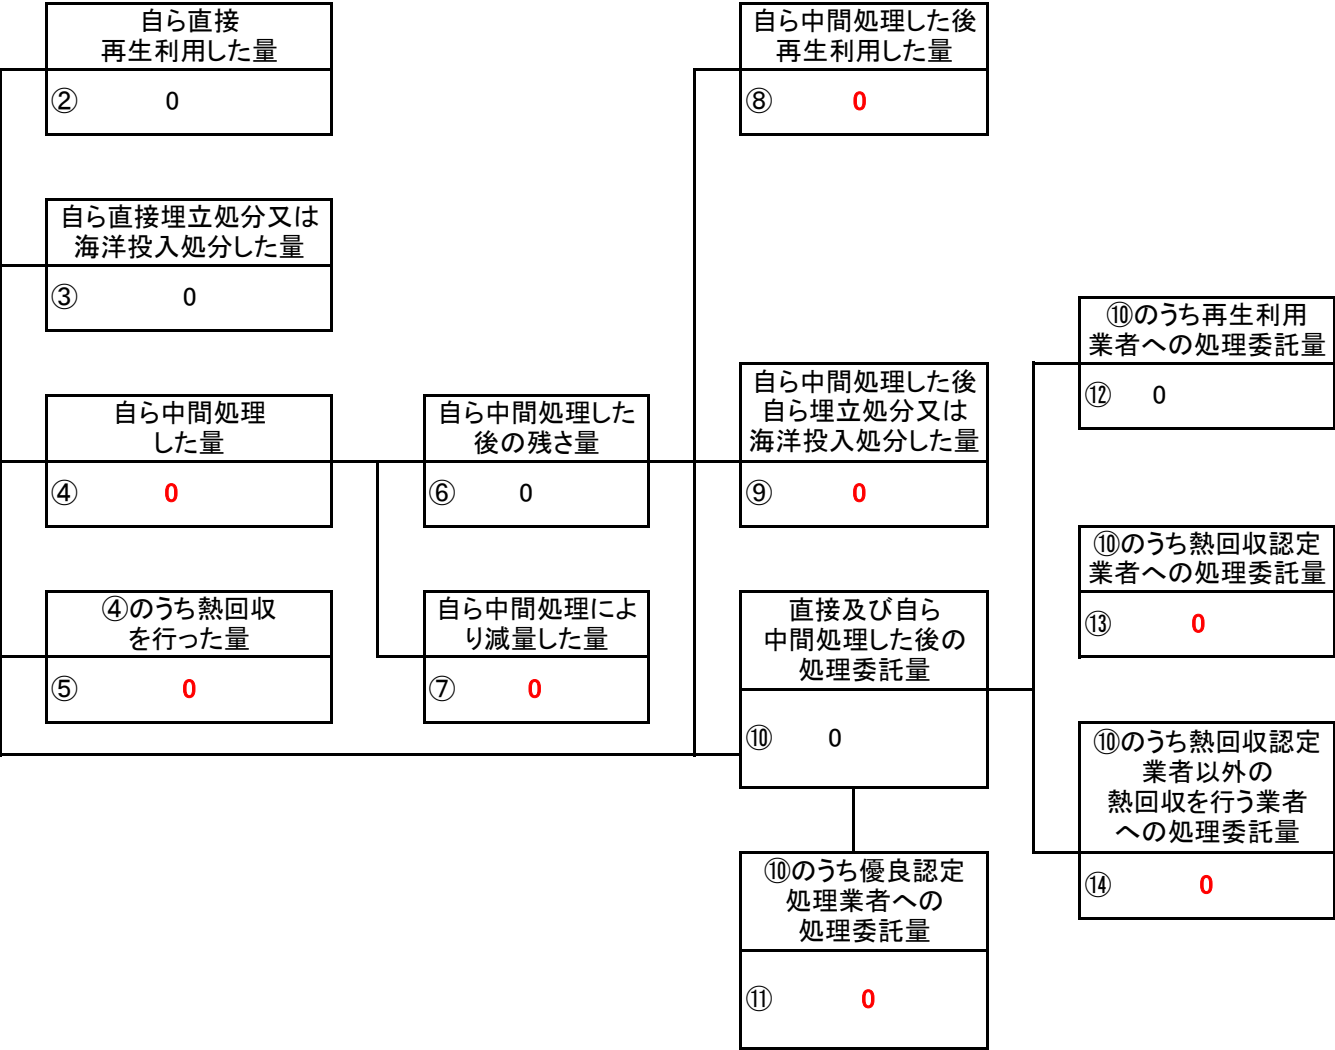 自ら直接
再生利用した量
② 0
自ら直接埋立処分又は
海洋投入処分した量
③ 0
自ら中間処理
した量
④ 0
④のうち熱回収
を行った量
⑤ 0
自ら中間処理した
後の残さ量
⑥ 0
自ら中間処理によ
り減量した量
⑦ 0
自ら中間処理した後
再生利用した量
⑧ 0
自ら中間処理した後
自ら埋立処分又は
海洋投入処分した量
⑨ 0
直接及び自ら
中間処理した後の
処理委託量
⑩ 0
⑩のうち優良認定
処理業者への
処理委託量
⑪ 0
⑩のうち再生利用
業者への処理委託量
⑫ 0
⑩のうち熱回収認定
業者への処理委託量
⑬ 0
⑩のうち熱回収認定
業者以外の
熱回収を行う業者
への処理委託量
⑭ 0